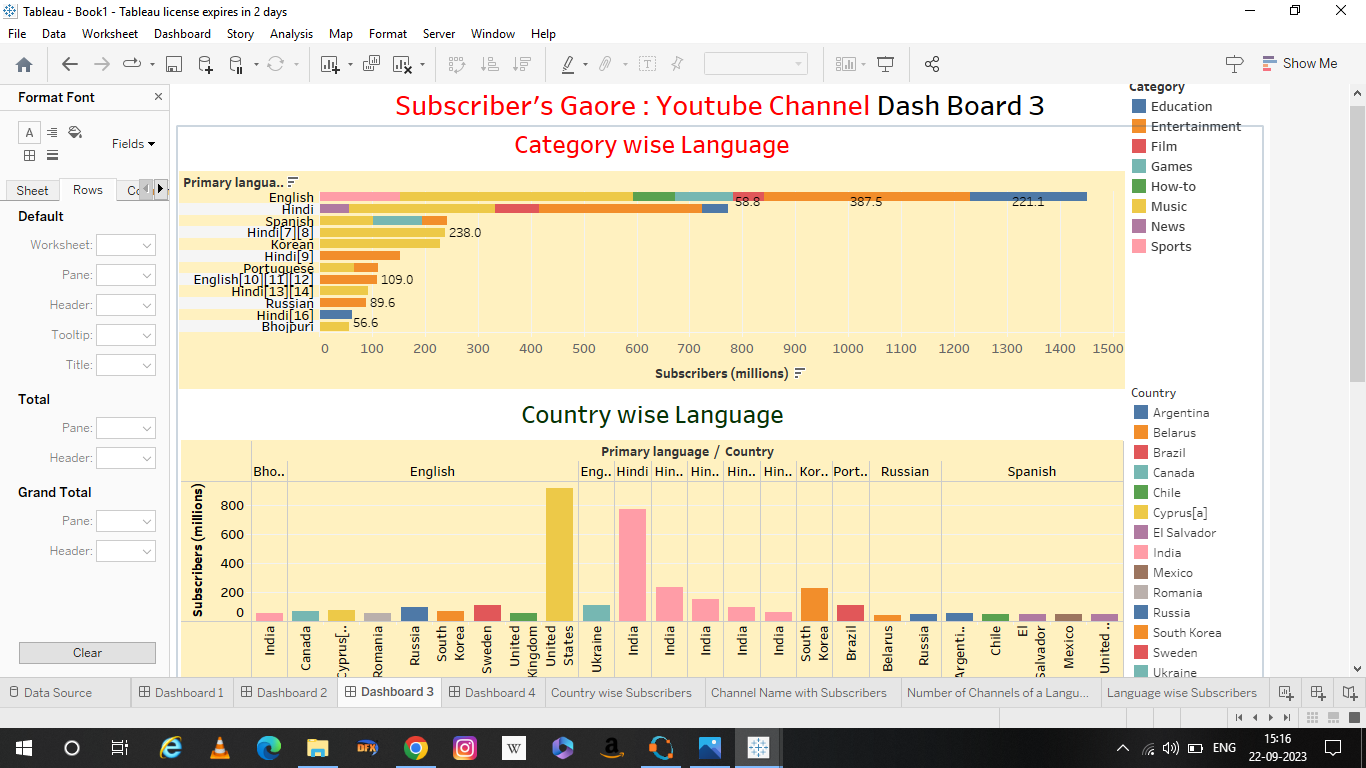 Tableau - Book1 - Tableau license expires in 2 days
File Data Worksheet Dashboard Story Analysis Map Format Server Window Help
Show Me
Format Font
Fields
Sheet Rows
Default
Worksheet:
Pane:
Header:
Tooltip:
Title:
Total
Pane:
Header:
Grand Total
Pane:
Header:
Clear
Subscriber's Gaore : Youtube Channel Dash Board 3
Category wise Language
Primary langua..
English 58.8 387.5 221.1
Hindi
Spanish
Hindi[7][8] 238.0
Korean
Hindi[9]
Portuguese
English[10][11][12] 109.0
Hindi[13][14]
Russian 89.6
Hindi[16]
Bhojpuri 56.6
0 100 200 300 400 500 600 700 800 900 1000 1100 1200 1300 1400 1500
Subscribers (millions)
Category
Education
Entertainment
Film
Games
How-to
Music
News
Sports
Country wise Language
Primary language / Country
Bho.. English Eng.. Hindi Hin.. Hin.. Hin.. Hin.. Kor.. Port.. Russian Spanish
Subscribers (millions)
800
600
400
200
0
India
Canada
Cyprus[..
Romania
Russia
South Korea
Sweden
United Kingdom
United States
Ukraine
India
India
India
India
India
South Korea
Brazil
Belarus
Russia
Argenti..
Chile
El Salvador
Mexico
United..
Country
Argentina
Belarus
Brazil
Canada
Chile
Cyprus[a]
El Salvador
India
Mexico
Romania
Russia
South Korea
Sweden
Ukraine
Data Source Dashboard 1 Dashboard 2 Dashboard 3 Dashboard 4 Country wise Subscribers Channel Name with Subscribers Number of Channels of a Langu... Language wise Subscribers
DFX
W
a
ENG
15:16
22-09-2023